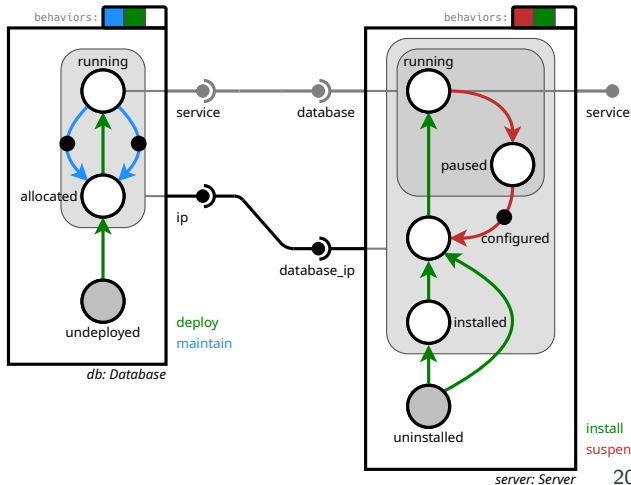 behaviors:
behaviors:
running
running
service
database
service
paused
allocated
ip
configured
database_ip
undeployed
installed
deploy
maintain
db: Database
uninstalled
install
suspen
20
server: Server